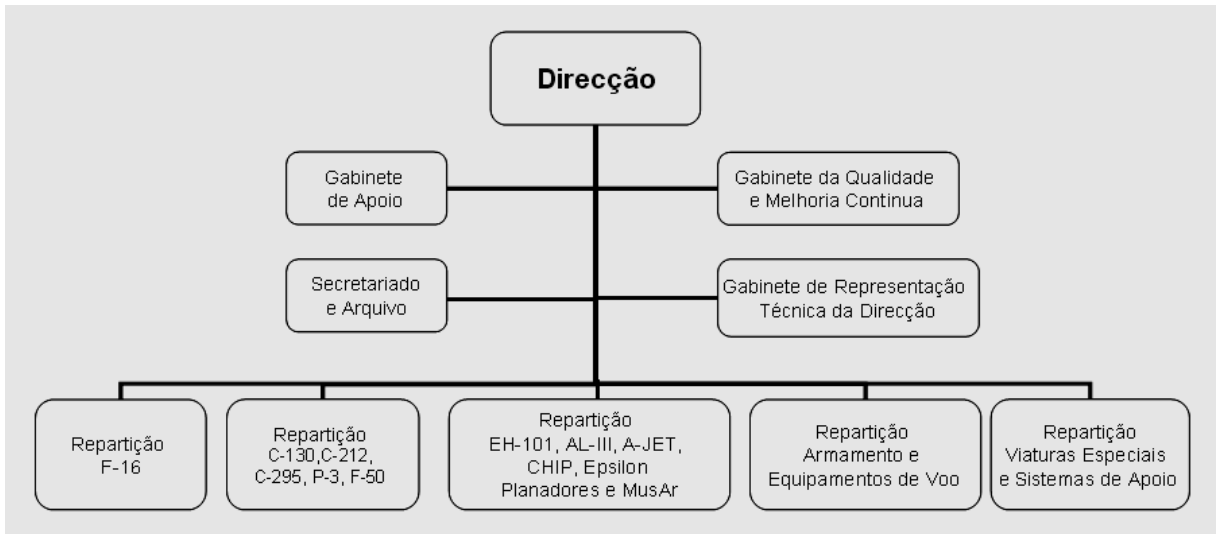 Direcção
Gabinete
de Apoio
Gabinete da Qualidade
e Melhoria Continua
Secretariado
e Arquivo
Gabinete de Representação
Técnica da Direcção
Repartição
F-16
Repartição
C-130,C-212,
C-295, P-3, F-50
Repartição
EH-101, AL-III, A-JET,
CHIP, Epsilon
Planadores e MusAr
Repartição
Armamento e
Equipamentos de Voo
Repartição
Viaturas Especiais
e Sistemas de Apoio